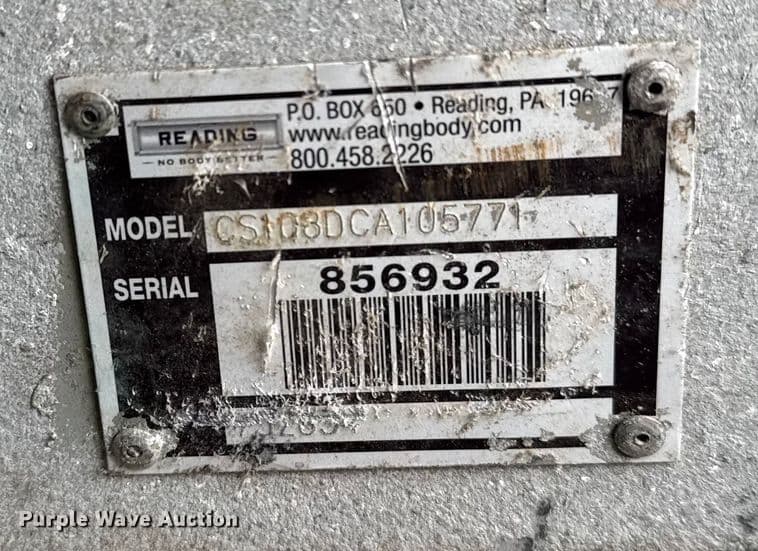 READING
NO BODY BETTER
P.O. BOX 650 • Reading, PA
www.readingbody.com
800.458.2226
MODEL CS108DCA105771
SERIAL 856932
Purple Wave Auction